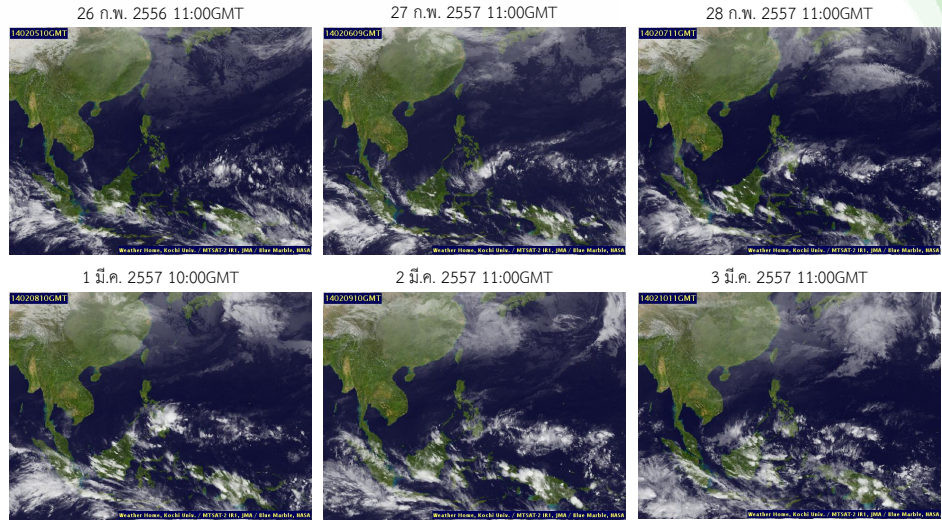 26 ก.พ. 2556 11:00GMT
27 ก.พ. 2557 11:00GMT
28 ก.พ. 2557 11:00GMT
14020510GMT
14020609GMT
14020711GMT
Weather Home, Kochi Univ. / MTSAT-2 IR1, JMA / Blue Marble, NASA
Weather Home, Kochi Univ. / MTSAT-2 IR1, JMA / Blue Marble, NASA
Weather Home, Kochi Univ. / MTSAT-2 IR1, JMA / Blue Marble, NASA
1 มี.ค. 2557 10:00GMT
2 มี.ค. 2557 11:00GMT
3 มี.ค. 2557 11:00GMT
14020810GMT
14020910GMT
14021011GMT
Weather Home, Kochi Univ. / MTSAT-2 IR1, JMA / Blue Marble, NASA
Weather Home, Kochi Univ. / MTSAT-2 IR1, JMA / Blue Marble, NASA
Weather Home, Kochi Univ. / MTSAT-2 IR1, JMA / Blue Marble, NASA